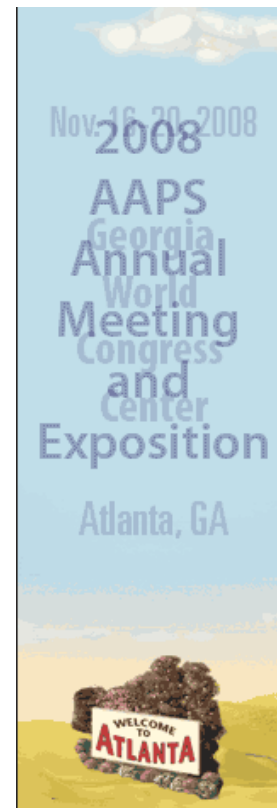 Nov. 16-20, 2008
2008
AAPS
Georgia
Annual
World
Meeting
Congress
and
Center
Exposition
Atlanta, GA
WELCOME
TO
ATLANTA